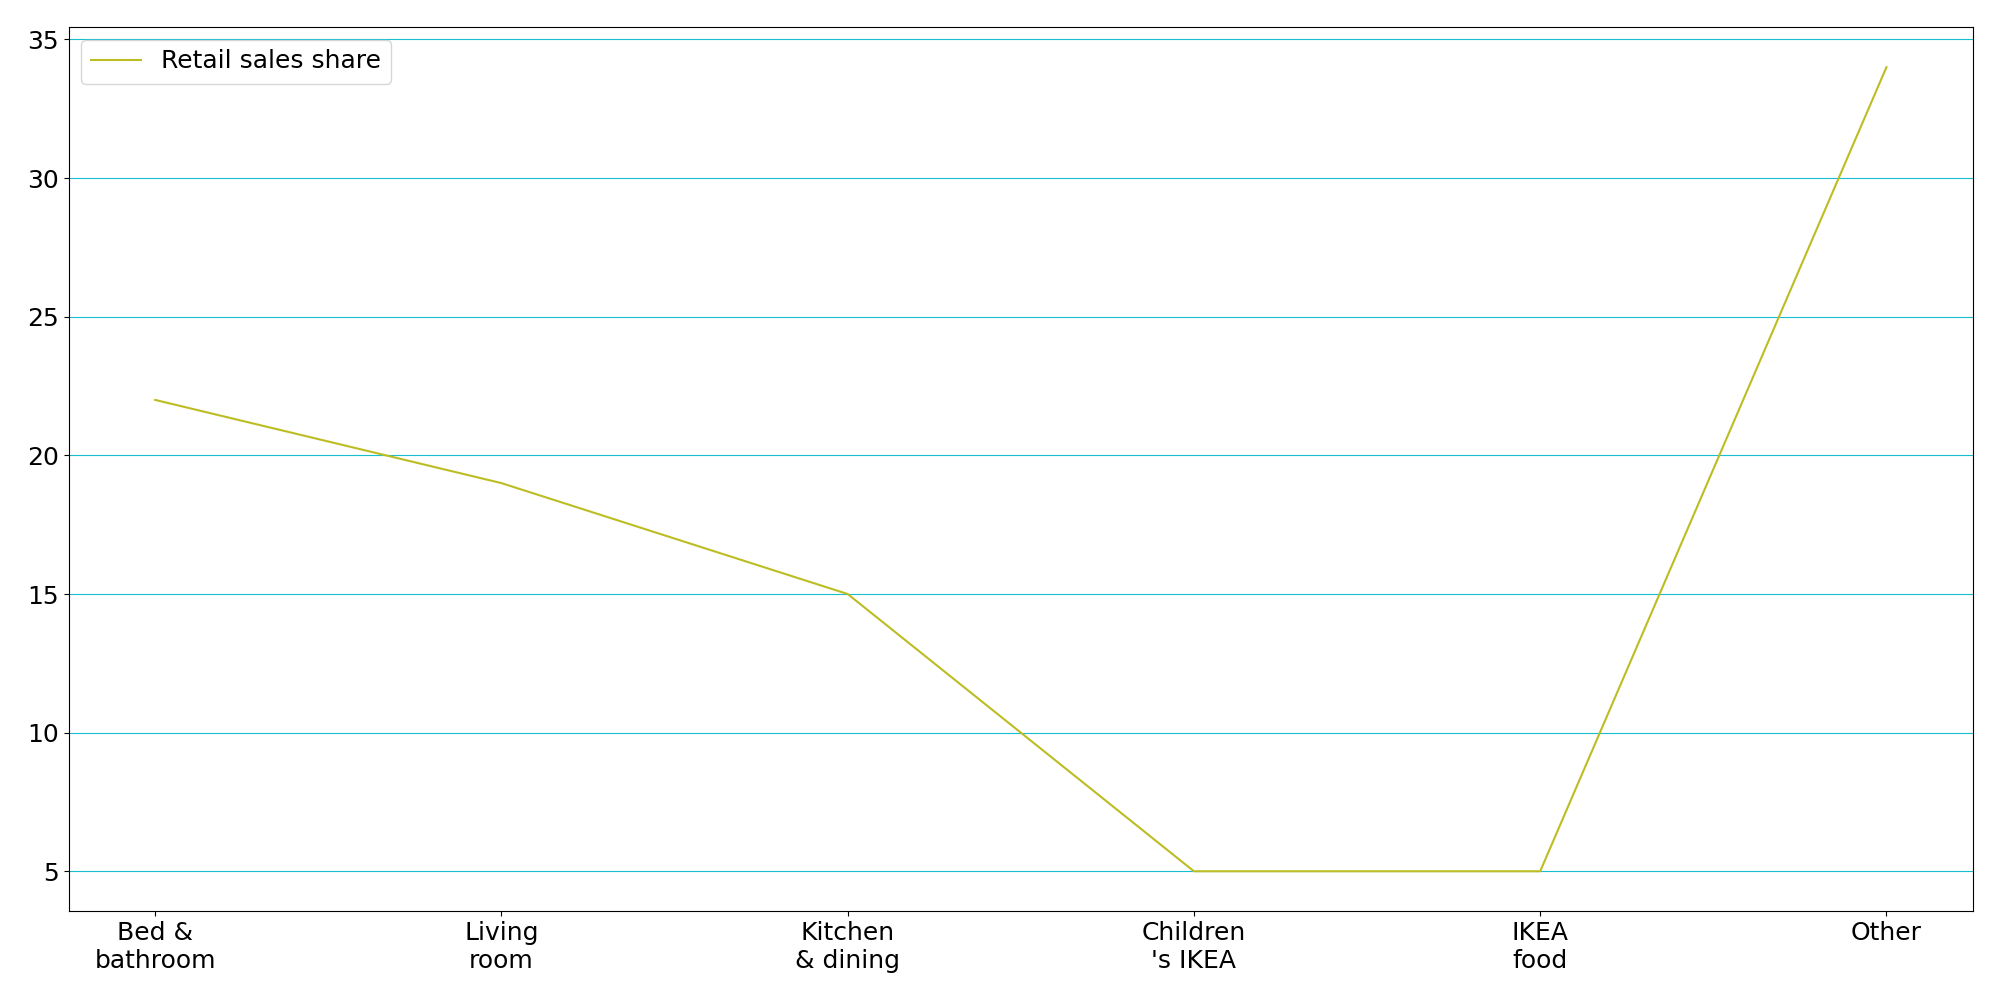 35
Retail sales share
30
25
20
15
10
5
Bed &
bathroom
Living
room
Kitchen
& dining
Children
's IKEA
IKEA
food
Other